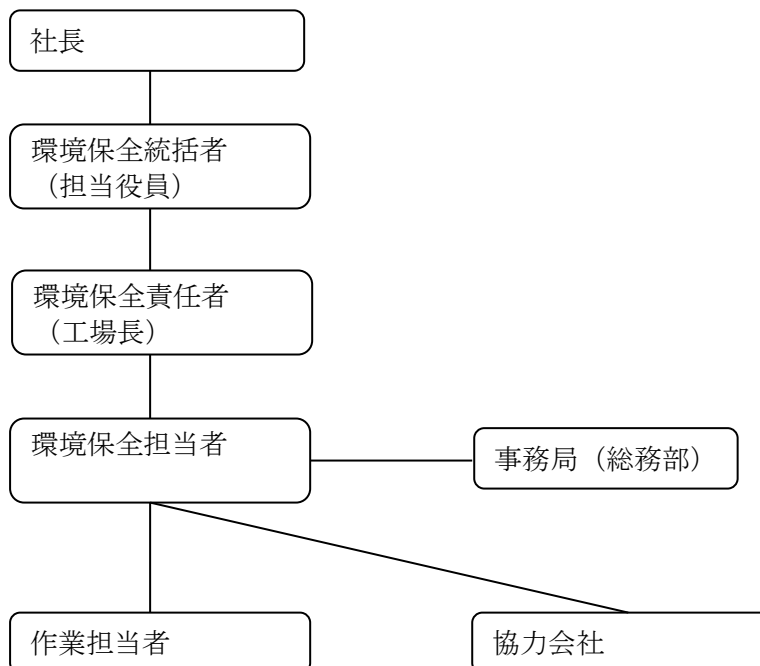 社長
環境保全統括者
（担当役員）
環境保全責任者
（工場長）
環境保全担当者
事務局（総務部）
作業担当者
協力会社